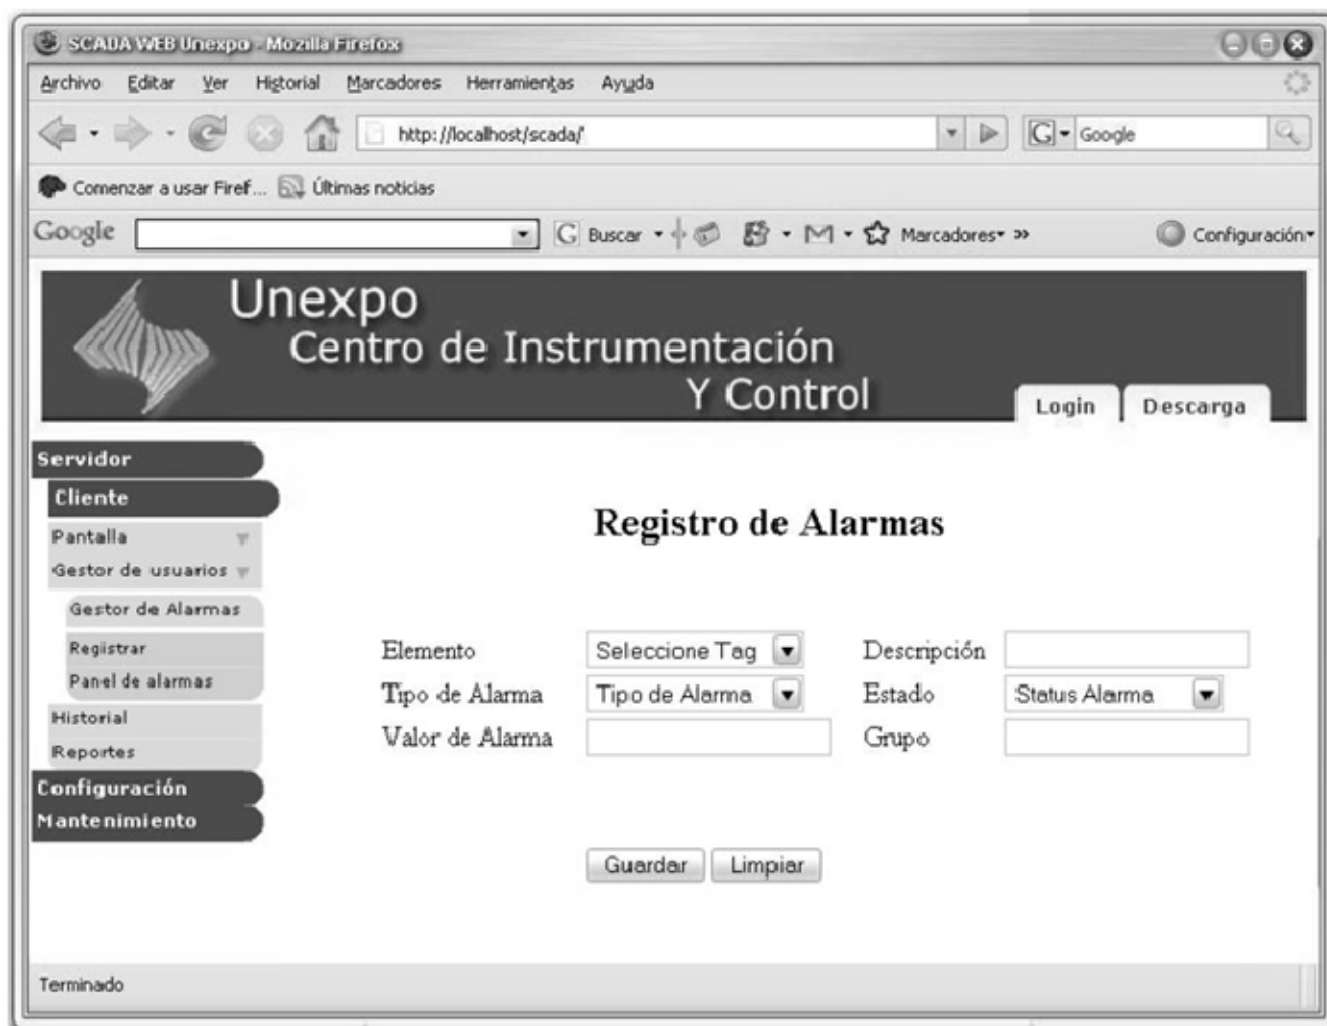 SCADA WEB Unexpo - Mozilla Firefox
Archivo Editar Ver Historial Marcadores Herramientas Ayuda
http://localhost/scada/ G Google
Comenzar a usar Firef... Últimas noticias
Google G Buscar Marcadores Configuración
Unexpo
Centro de Instrumentación
Y Control
Login Descarga
Servidor
Cliente
Pantalla
Gestor de usuarios
Gestor de Alarmas
Registrar
Panel de alarmas
Historial
Reportes
Configuración
Mantenimiento
Registro de Alarmas
Elemento Seleccione Tag Descripción
Tipo de Alarma Tipo de Alarma Estado Status Alarma
Valor de Alarma Grupo
Guardar Limpiar
Terminado